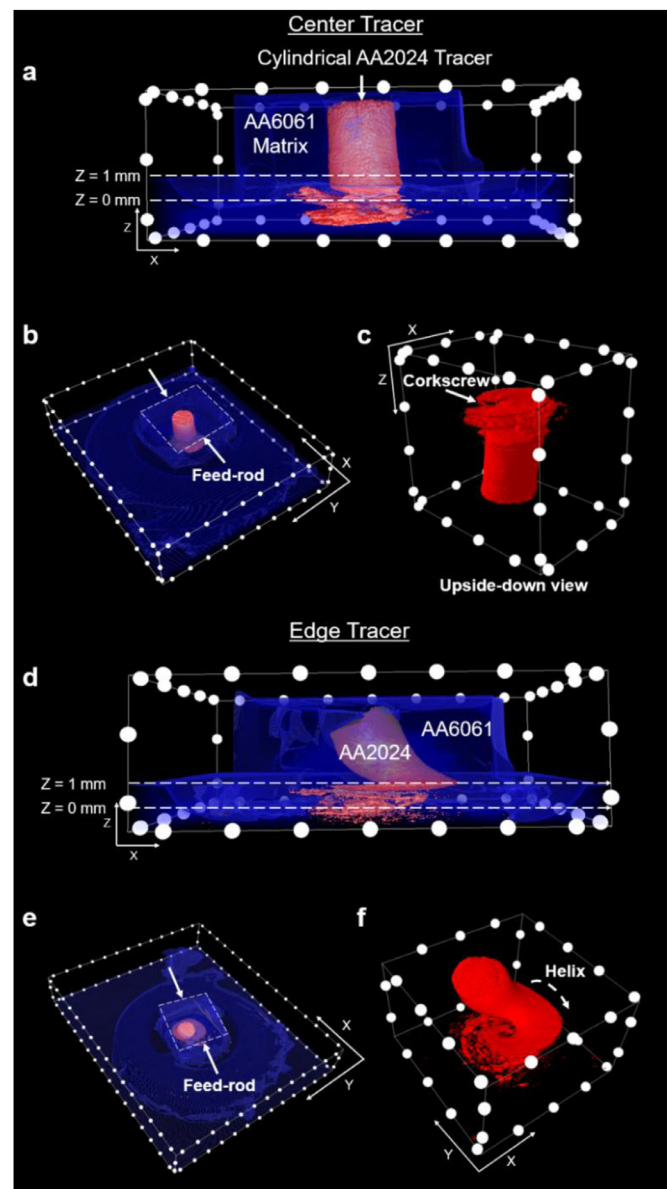 Center Tracer
a
Cylindrical AA2024 Tracer
AA6061
Matrix
Z = 1 mm
Z = 0 mm
Z
X
b
Feed-rod
X
Y
c
X
Z
Corkscrew
Upside-down view
Edge Tracer
d
AA6061
AA2024
Z = 1 mm
Z = 0 mm
Z
X
e
Feed-rod
X
Y
f
Helix
Y
X